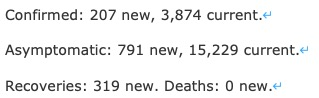 Confirmed: 207 new, 3,874 current.↵
Asymptomatic: 791 new, 15,229 current.↵
Recoveries: 319 new. Deaths: 0 new.↵